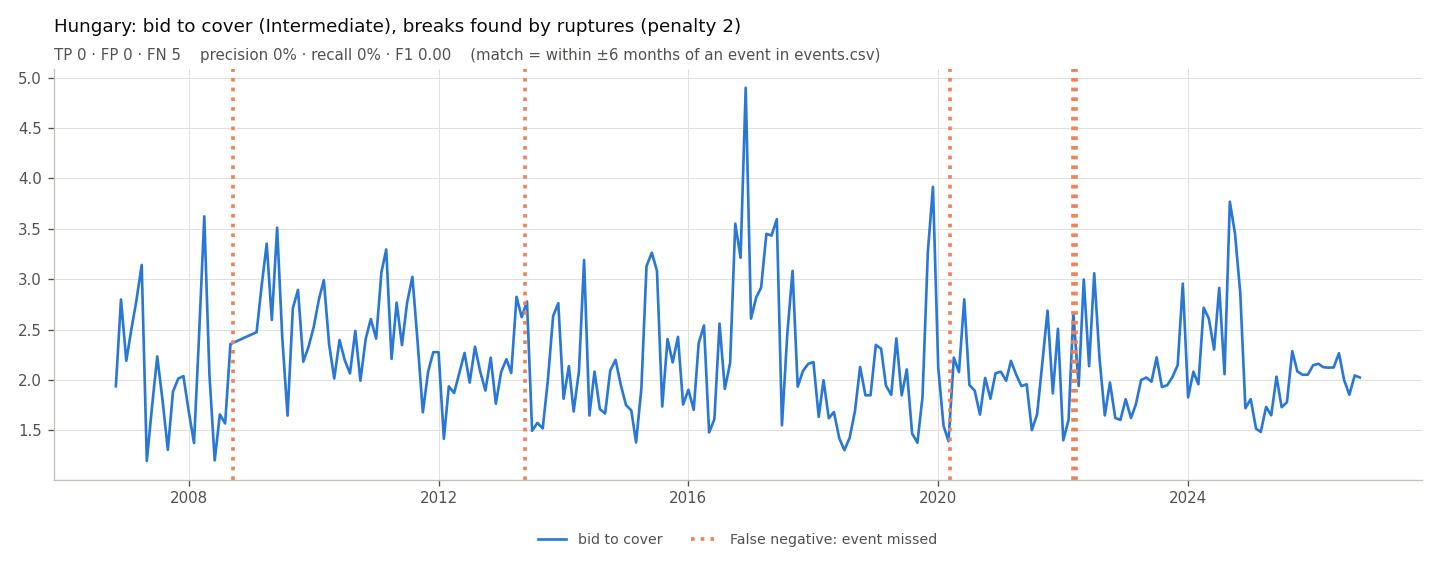 Hungary: bid to cover (Intermediate), breaks found by ruptures (penalty 2)
TP 0 · FP 0 · FN 5    precision 0% · recall 0% · F1 0.00    (match = within ±6 months of an event in events.csv)
5.0
4.5
4.0
3.5
3.0
2.5
2.0
1.5
2008 2012 2016 2020 2024
bid to cover    False negative: event missed